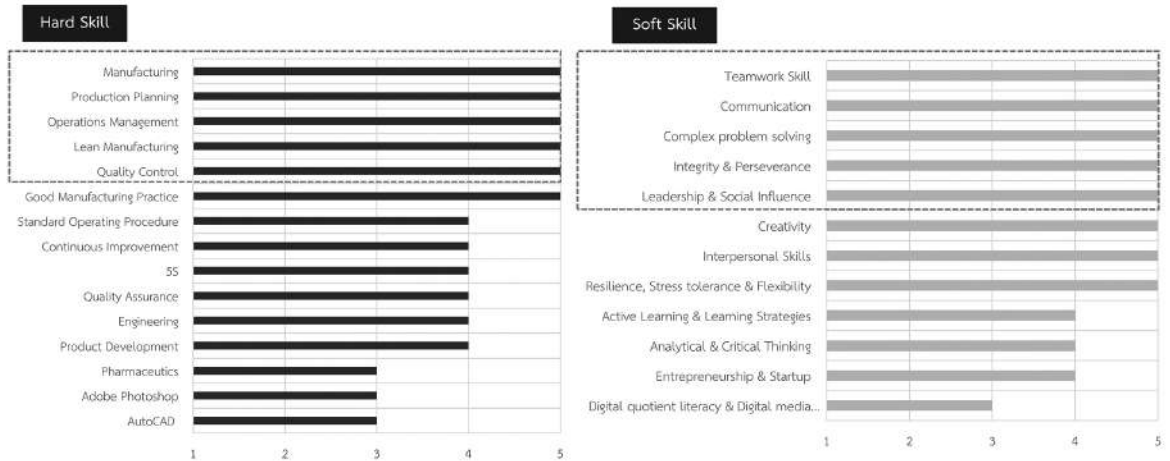 Hard Skill
Manufacturing
Production Planning
Operations Management
Lean Manufacturing
Quality Control
Good Manufacturing Practice
Standard Operating Procedure
Continuous Improvement
5S
Quality Assurance
Engineering
Product Development
Pharmaceutics
Adobe Photoshop
AutoCAD
1 2 3 4 5
Soft Skill
Teamwork Skill
Communication
Complex problem solving
Integrity & Perseverance
Leadership & Social Influence
Creativity
Interpersonal Skills
Resilience, Stress tolerance & Flexibility
Active Learning & Learning Strategies
Analytical & Critical Thinking
Entrepreneurship & Startup
Digital quotient literacy & Digital media...
1 2 3 4 5